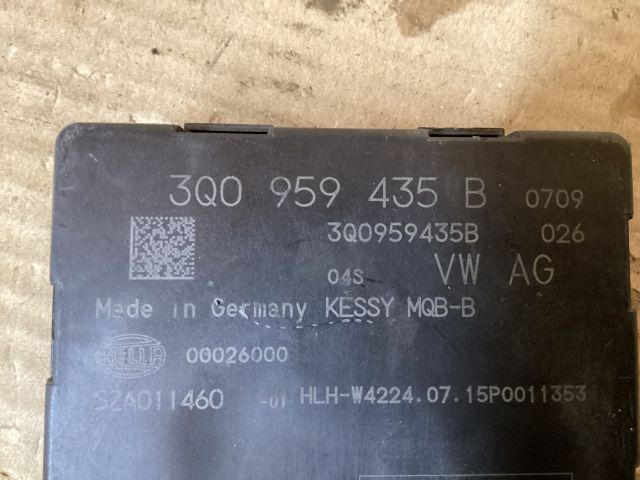 3Q0 959 435 B 0709
3Q0959435B 026
04S VW AG
Made in Germany KESSY MQB-B
HELLA 00026000
SZA011460 -01 HLH-W4224.07.15P0011353